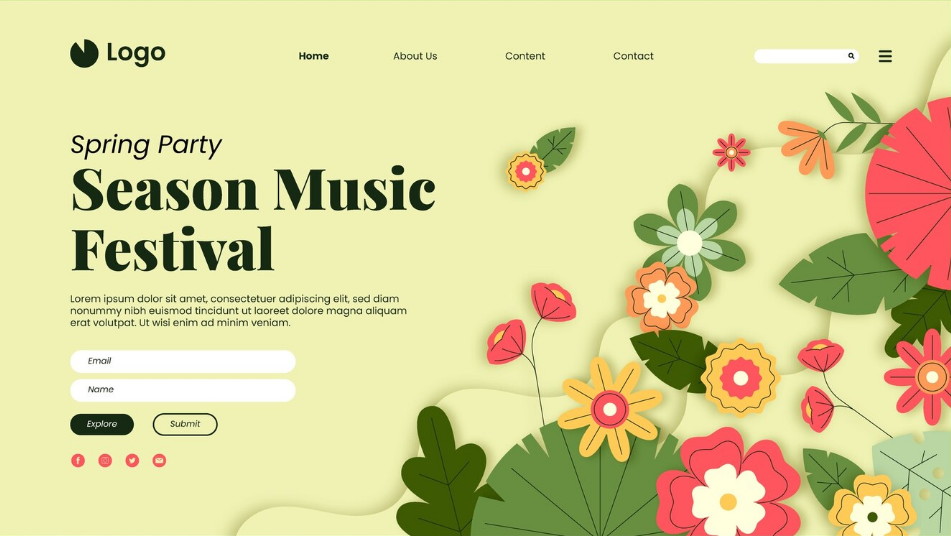 Logo
Home
About Us
Content
Contact
Spring Party
Season Music
Festival
Lorem ipsum dolor sit amet, consectetuer adipiscing elit, sed diam
nonummy nibh euismod tincidunt ut laoreet dolore magna aliquam
erat volutpat. Ut wisi enim ad minim veniam.
Email
Name
Explore
Submit